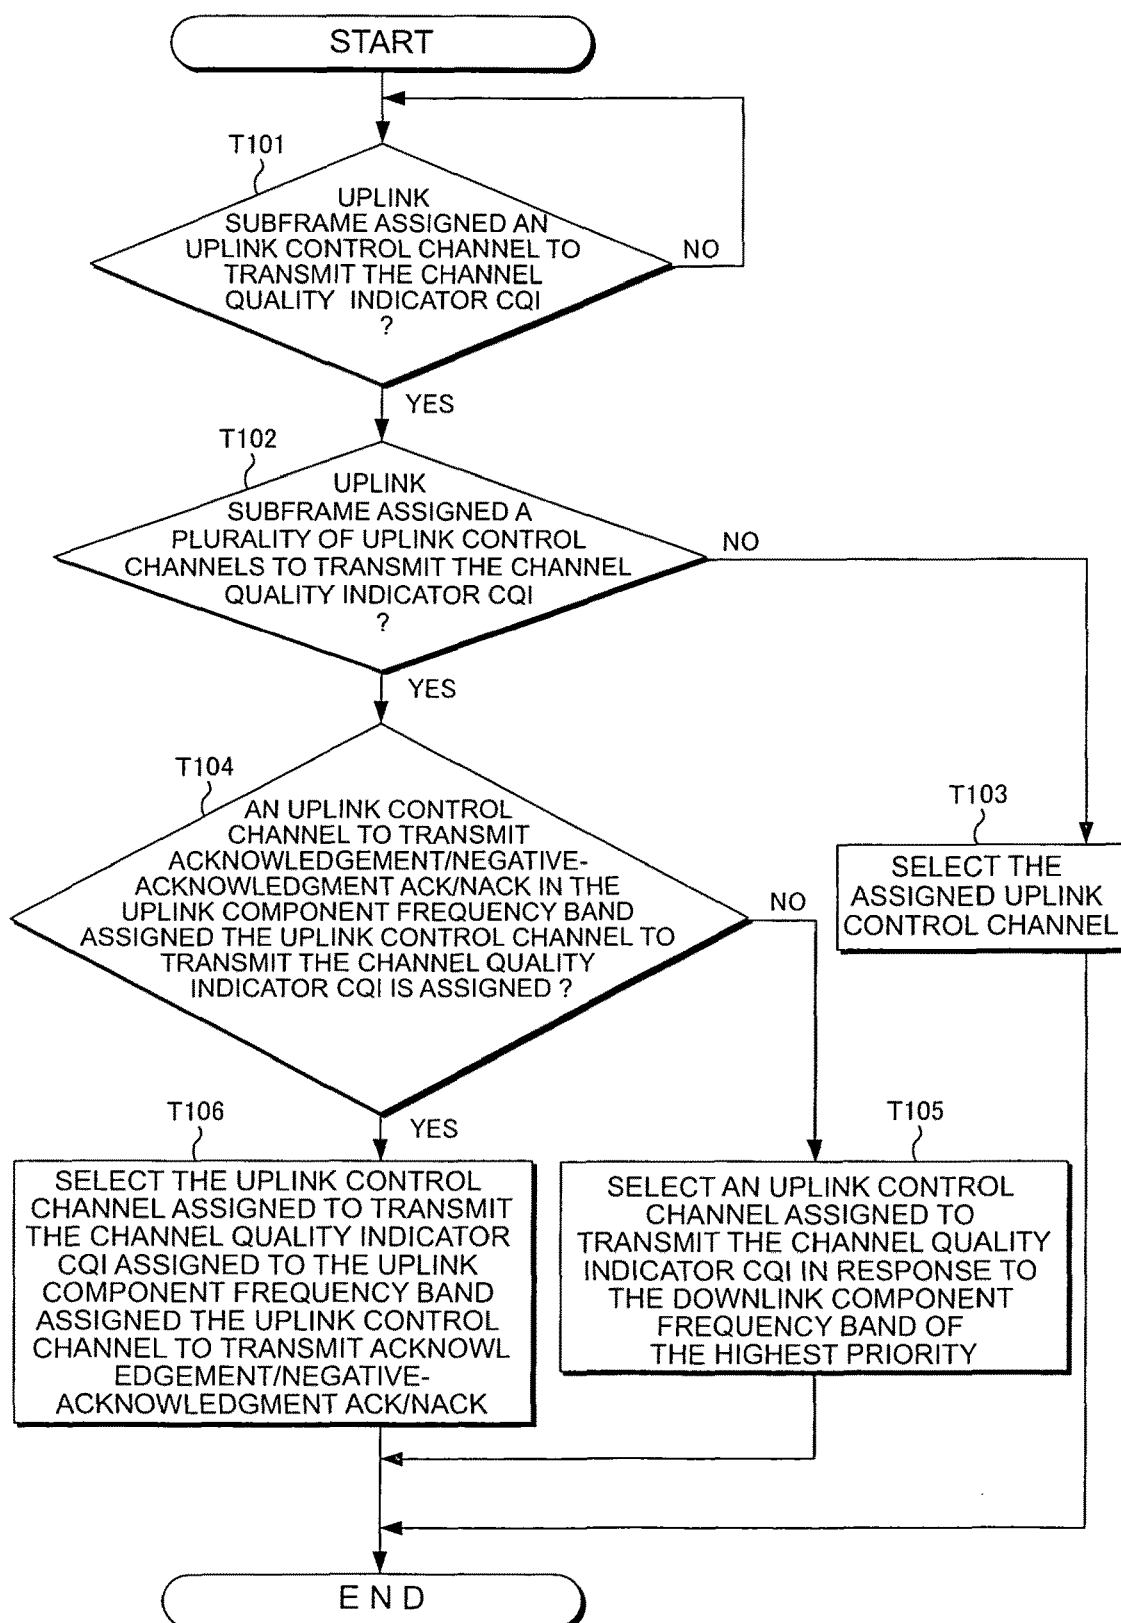 START
T101
UPLINK
SUBFRAME ASSIGNED AN
UPLINK CONTROL CHANNEL TO
TRANSMIT THE CHANNEL
QUALITY INDICATOR CQI
?
NO
YES
T102
UPLINK
SUBFRAME ASSIGNED A
PLURALITY OF UPLINK CONTROL
CHANNELS TO TRANSMIT THE CHANNEL
QUALITY INDICATOR CQI
?
NO
YES
T104
AN UPLINK CONTROL
CHANNEL TO TRANSMIT
ACKNOWLEDGEMENT/NEGATIVE-
ACKNOWLEDGMENT ACK/NACK IN THE
UPLINK COMPONENT FREQUENCY BAND
ASSIGNED THE UPLINK CONTROL CHANNEL TO
TRANSMIT THE CHANNEL QUALITY
INDICATOR CQI IS ASSIGNED ?
NO
YES
T103
SELECT THE
ASSIGNED UPLINK
CONTROL CHANNEL
T106
SELECT THE UPLINK CONTROL
CHANNEL ASSIGNED TO TRANSMIT
THE CHANNEL QUALITY INDICATOR
CQI ASSIGNED TO THE UPLINK
COMPONENT FREQUENCY BAND
ASSIGNED THE UPLINK CONTROL
CHANNEL TO TRANSMIT ACKNOWL
EDGEMENT/NEGATIVE-
ACKNOWLEDGMENT ACK/NACK
T105
SELECT AN UPLINK CONTROL
CHANNEL ASSIGNED TO
TRANSMIT THE CHANNEL QUALITY
INDICATOR CQI IN RESPONSE TO
THE DOWNLINK COMPONENT
FREQUENCY BAND OF
THE HIGHEST PRIORITY
END